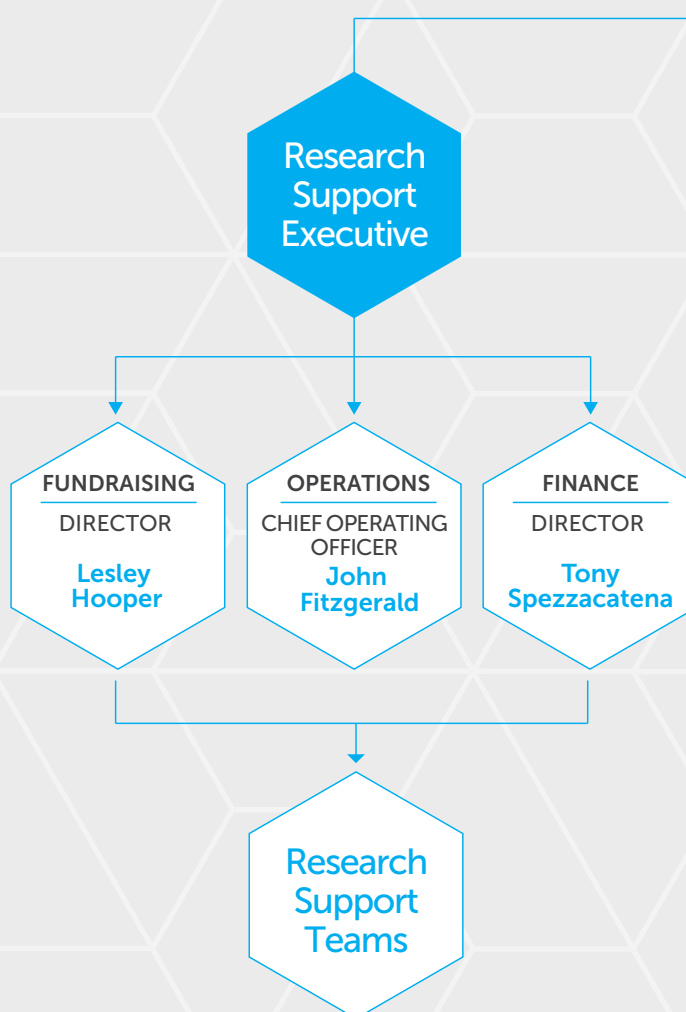 Research
Support
Executive
FUNDRAISING
DIRECTOR
Lesley
Hooper
OPERATIONS
CHIEF OPERATING
OFFICER
John
Fitzgerald
FINANCE
DIRECTOR
Tony
Spezzacatena
Research
Support
Teams